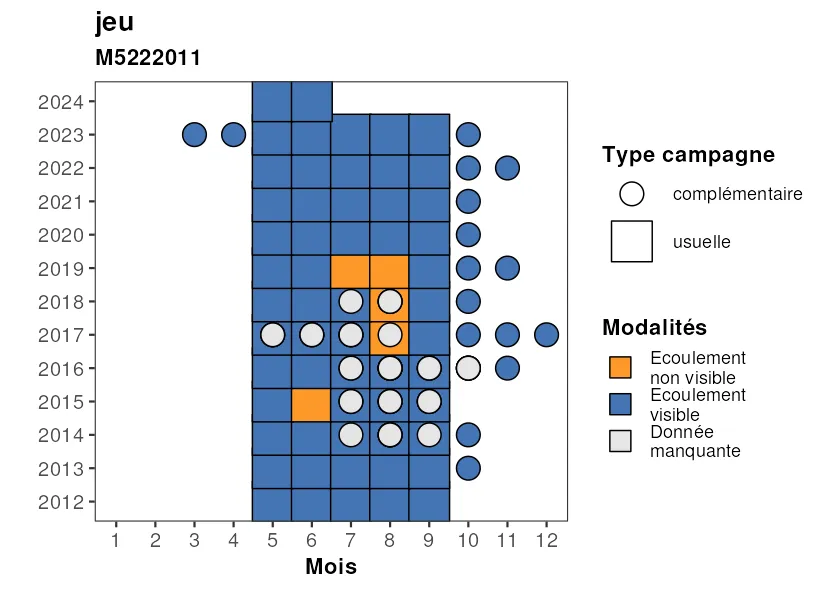 jeu
M5222011
2024
2023
2022
2021
2020
2019
2018
2017
2016
2015
2014
2013
2012
1 2 3 4 5 6 7 8 9 10 11 12
Mois
Type campagne
complémentaire
usuelle
Modalités
Ecoulement
non visible
Ecoulement
visible
Donnée
manquante